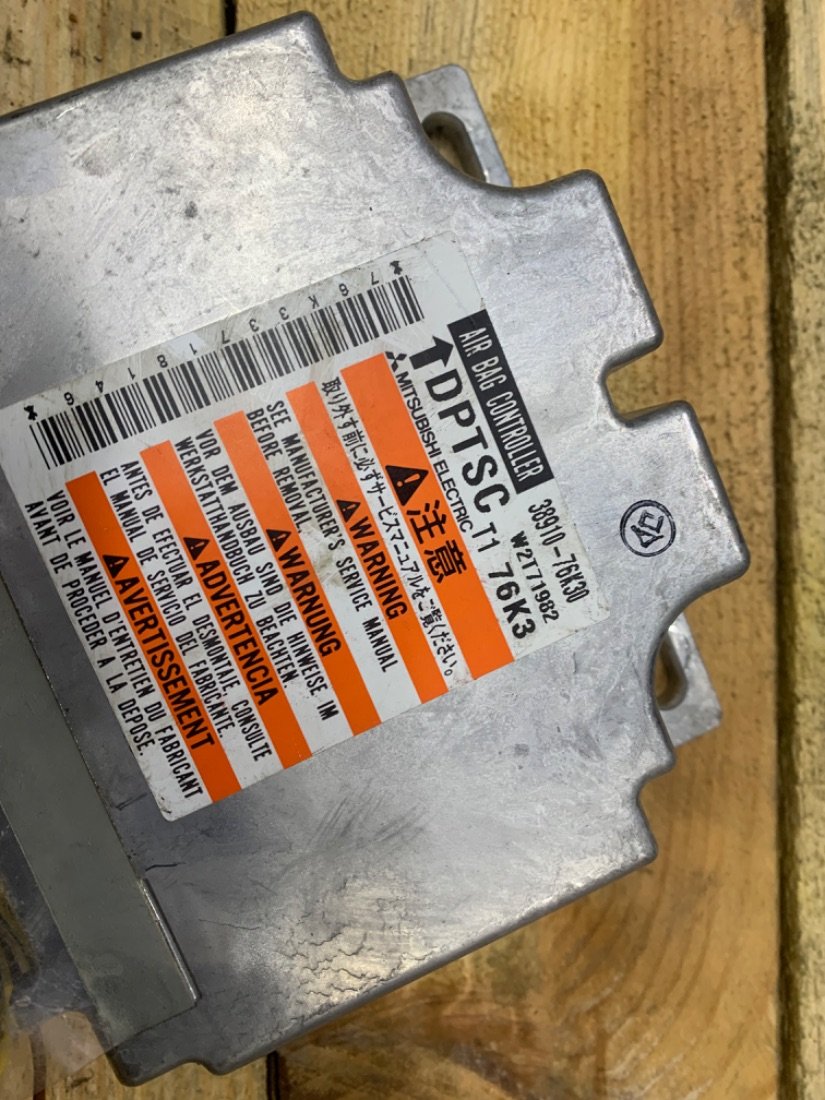 AIR BAG CONTROLLER 38910-76K30
W2T71982
DPTSC T1 76K3
MITSUBISHI ELECTRIC
注意
取り外す前に必ずサービスマニュアルをご覧ください。
WARNING
SEE MANUFACTURER'S SERVICE MANUAL
BEFORE REMOVAL.
WARNUNG
VOR DEM AUSBAU SIND DIE HINWEISE IM
WERKSTATTHANDBUCH ZU BEACHTEN.
ADVERTENCIA
ANTES DE EFECTUAR EL DESMONTAJE, CONSULTE
EL MANUAL DE SERVICIO DEL FABRICANTE.
AVERTISSEMENT
VOIR LE MANUEL D'ENTRETIEN DU FABRICANT
AVANT DE PROCEDER A LA DEPOSE.
*76K33718146*